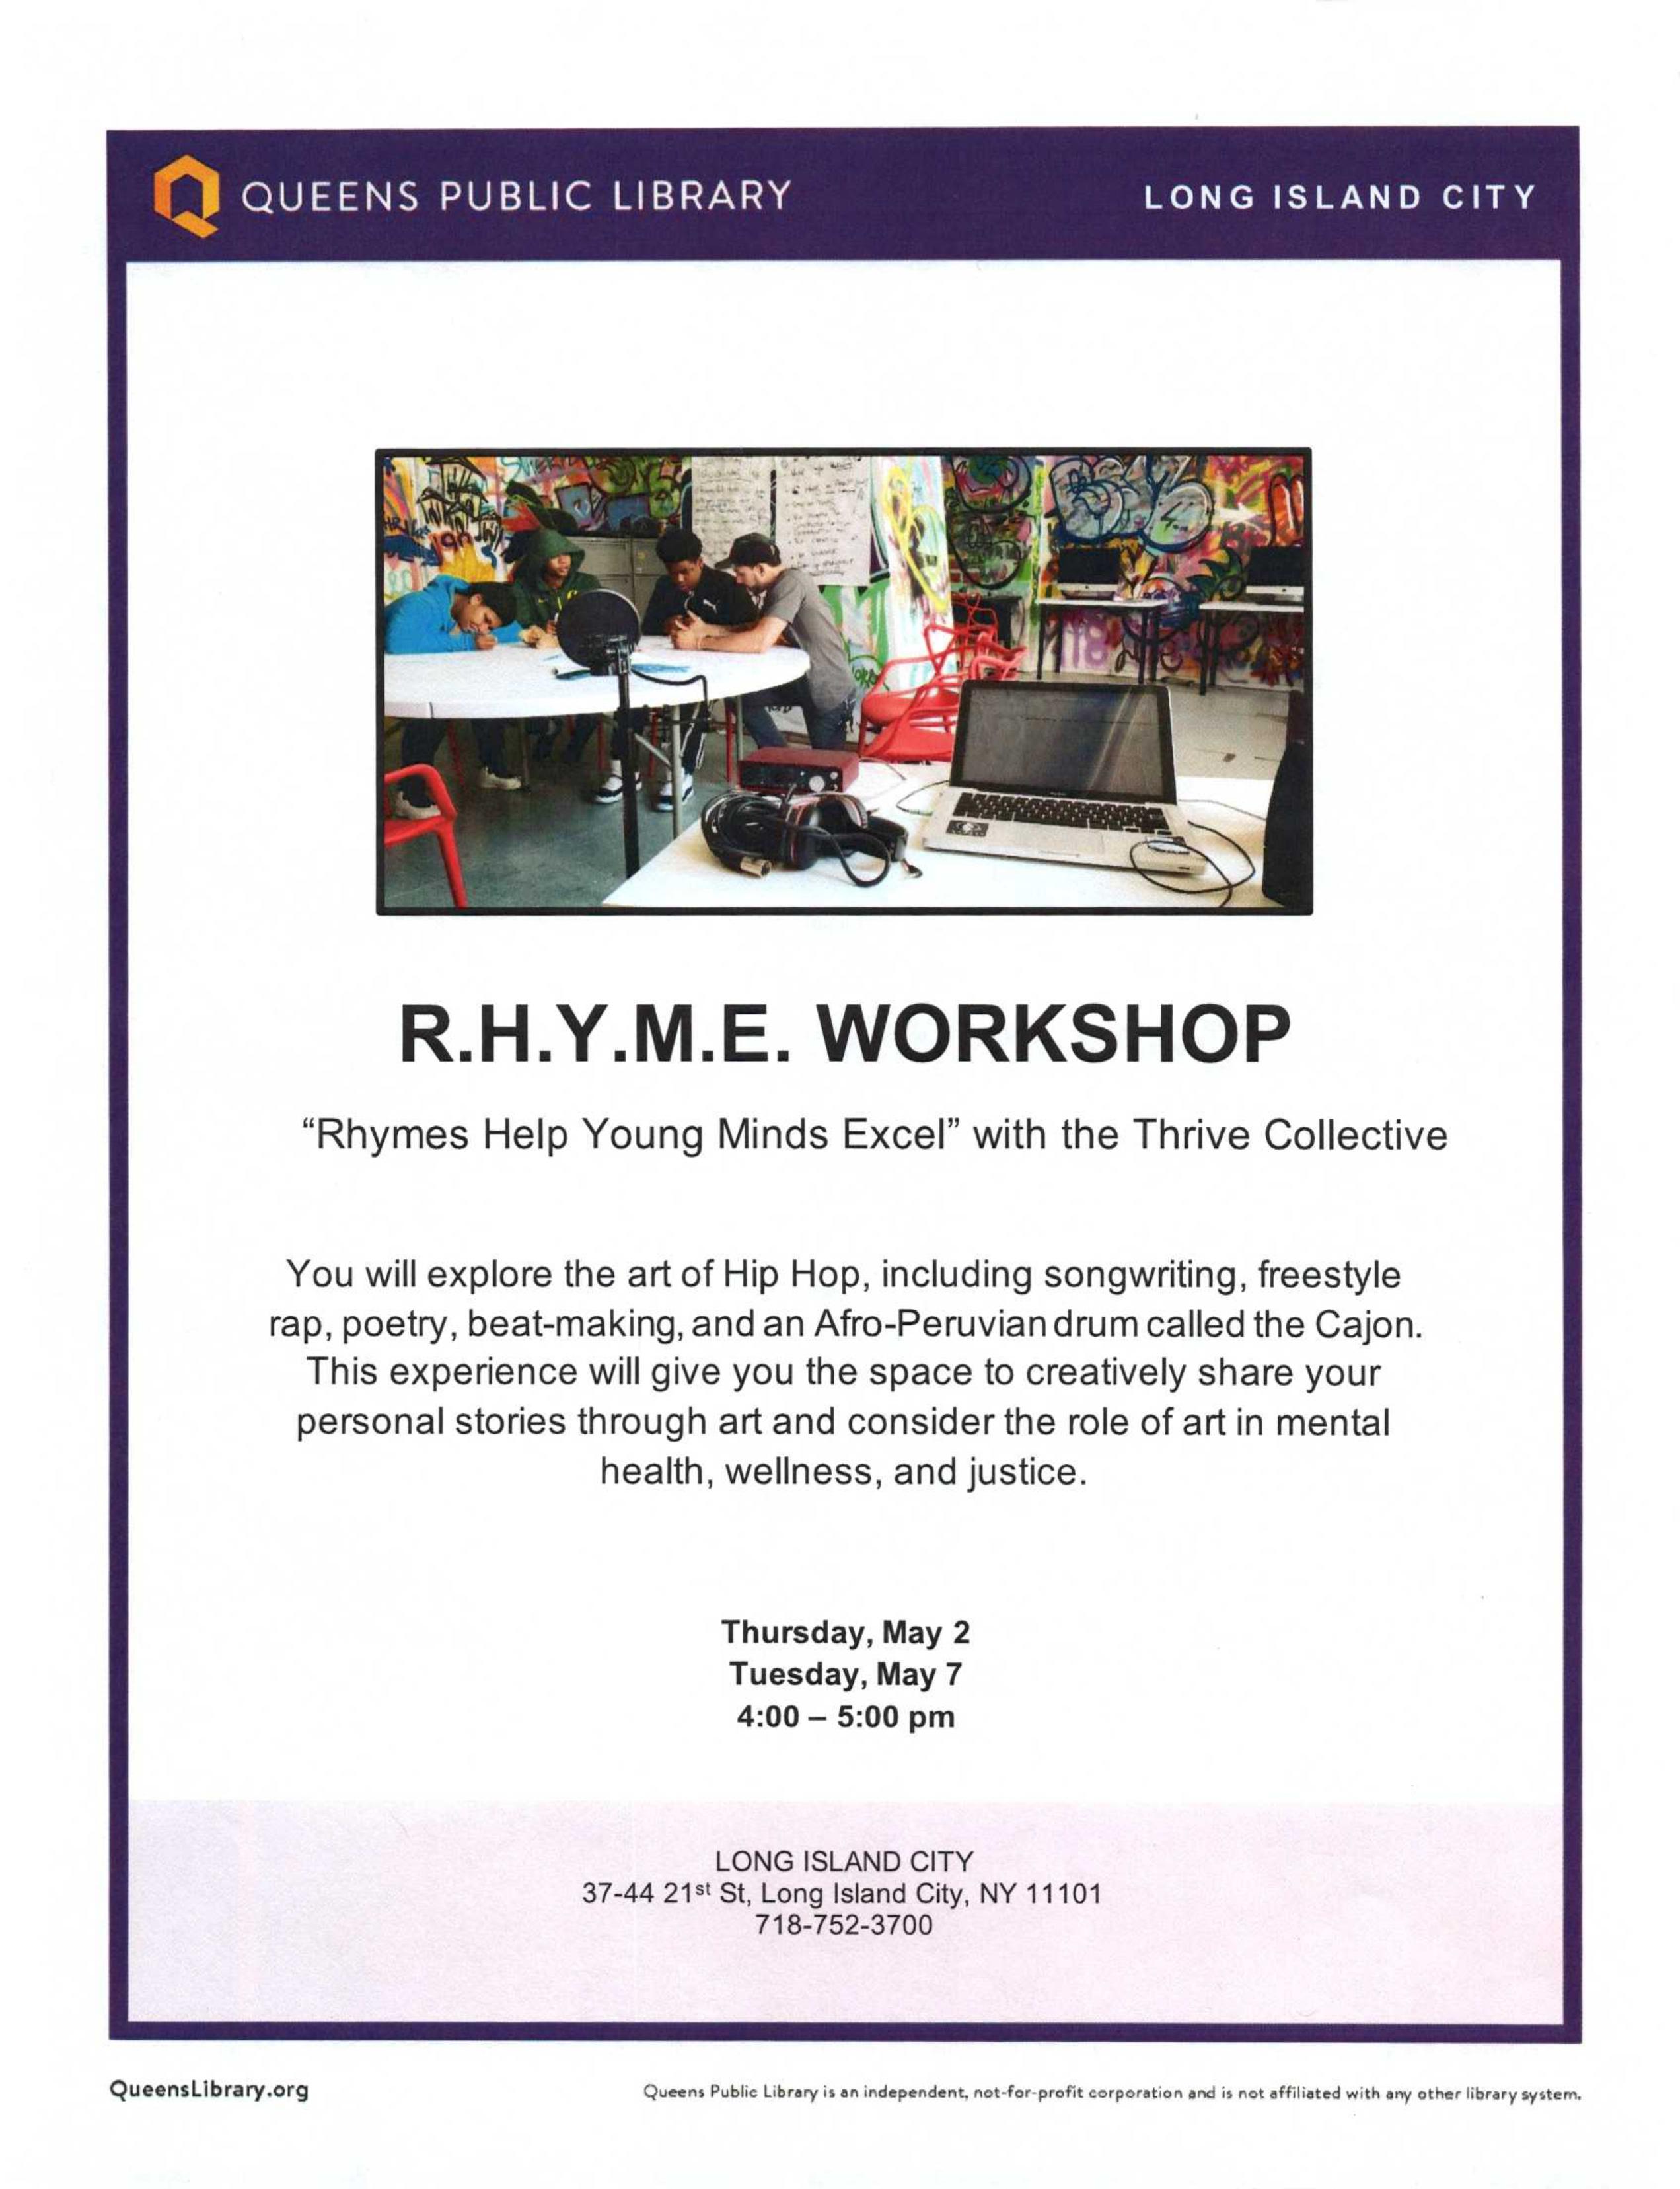 QUEENS PUBLIC LIBRARY
LONG ISLAND CITY
R.H.Y.M.E. WORKSHOP
“Rhymes Help Young Minds Excel” with the Thrive Collective
You will explore the art of Hip Hop, including songwriting, freestyle
rap, poetry, beat-making, and an Afro-Peruvian drum called the Cajon.
This experience will give you the space to creatively share your
personal stories through art and consider the role of art in mental
health, wellness, and justice.
Thursday, May 2
Tuesday, May 7
4:00 – 5:00 pm
LONG ISLAND CITY
37-44 21st St, Long Island City, NY 11101
718-752-3700
QueensLibrary.org
Queens Public Library is an independent, not-for-profit corporation and is not affiliated with any other library system.